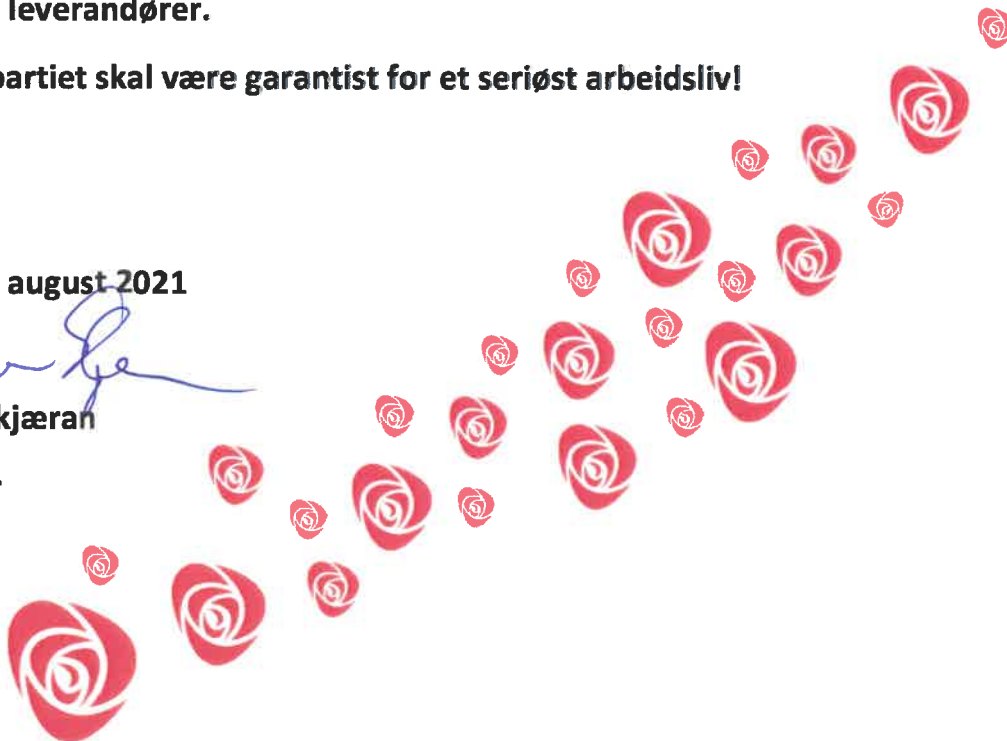 leverandører.
partiet skal være garantist for et seriøst arbeidsliv!
august 2021
kjæran